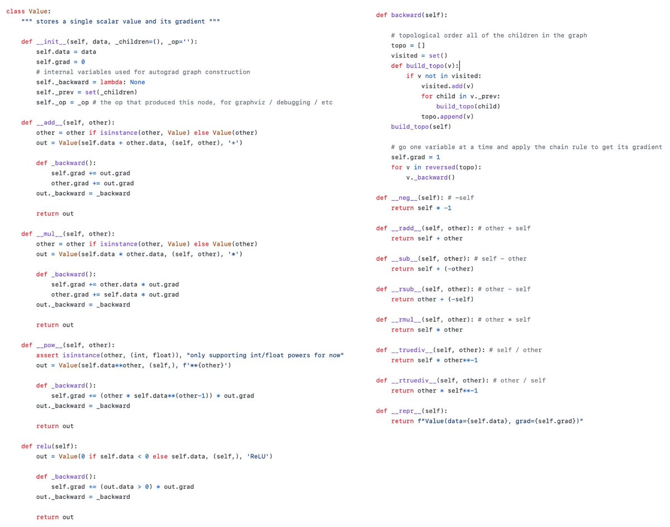 class Value:
    """ stores a single scalar value and its gradient """

    def __init__(self, data, _children=(), _op=''):
        self.data = data
        self.grad = 0
        # internal variables used for autograd graph construction
        self._backward = lambda: None
        self._prev = set(_children)
        self._op = _op # the op that produced this node, for graphviz / debugging / etc

    def __add__(self, other):
        other = other if isinstance(other, Value) else Value(other)
        out = Value(self.data + other.data, (self, other), '+')

        def _backward():
            self.grad += out.grad
            other.grad += out.grad
        out._backward = _backward

        return out

    def __mul__(self, other):
        other = other if isinstance(other, Value) else Value(other)
        out = Value(self.data * other.data, (self, other), '*')

        def _backward():
            self.grad += other.data * out.grad
            other.grad += self.data * out.grad
        out._backward = _backward

        return out

    def __pow__(self, other):
        assert isinstance(other, (int, float)), "only supporting int/float powers for now"
        out = Value(self.data**other, (self,), f'**{other}')

        def _backward():
            self.grad += (other * self.data**(other-1)) * out.grad
        out._backward = _backward

        return out

    def relu(self):
        out = Value(0 if self.data < 0 else self.data, (self,), 'ReLU')

        def _backward():
            self.grad += (out.data > 0) * out.grad
        out._backward = _backward

        return out

    def backward(self):

        # topological order all of the children in the graph
        topo = []
        visited = set()
        def build_topo(v):
            if v not in visited:
                visited.add(v)
                for child in v._prev:
                    build_topo(child)
                topo.append(v)
        build_topo(self)

        # go one variable at a time and apply the chain rule to get its gradient
        self.grad = 1
        for v in reversed(topo):
            v._backward()

    def __neg__(self): # -self
        return self * -1

    def __radd__(self, other): # other + self
        return self + other

    def __sub__(self, other): # self - other
        return self + (-other)

    def __rsub__(self, other): # other - self
        return other + (-self)

    def __rmul__(self, other): # other * self
        return self * other

    def __truediv__(self, other): # self / other
        return self * other**-1

    def __rtruediv__(self, other): # other / self
        return other * self**-1

    def __repr__(self):
        return f"Value(data={self.data}, grad={self.grad})"